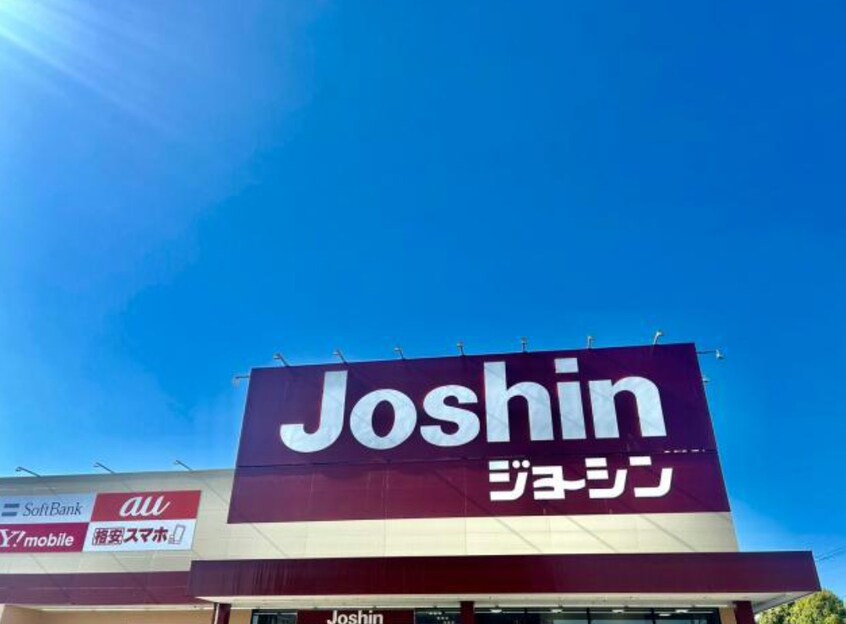 Joshin
ジョーシン
SoftBank
au
Y! mobile
格安スマホ
Joshin